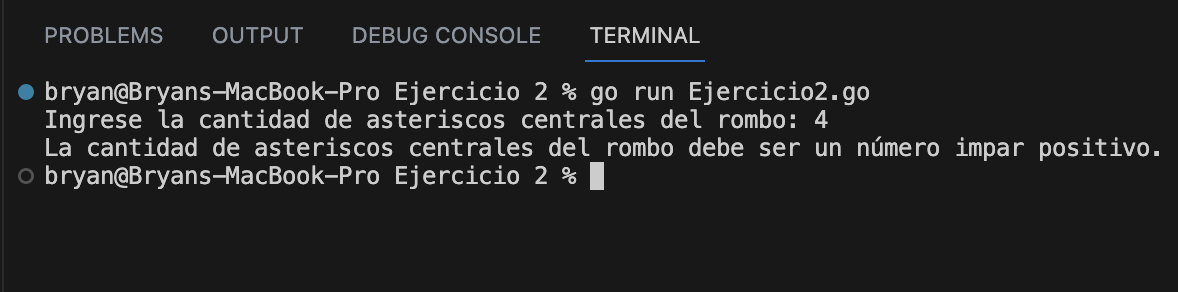 PROBLEMS OUTPUT DEBUG CONSOLE TERMINAL
bryan@Bryans-MacBook-Pro Ejercicio 2 % go run Ejercicio2.go
Ingrese la cantidad de asteriscos centrales del rombo: 4
La cantidad de asteriscos centrales del rombo debe ser un número impar positivo.
bryan@Bryans-MacBook-Pro Ejercicio 2 %